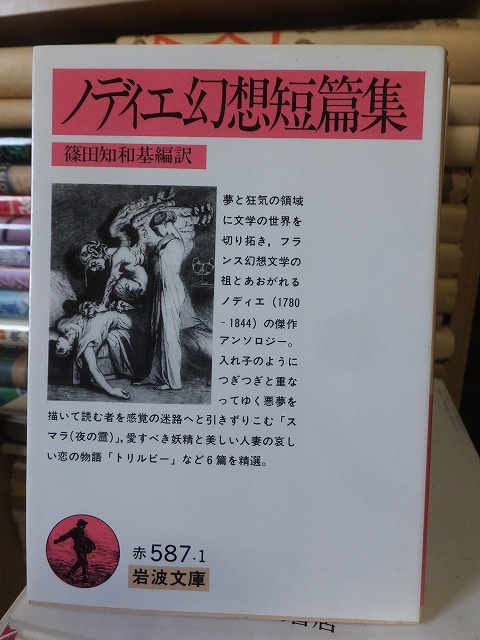 ノディエ幻想短篇集
篠田知和基編訳
夢と狂気の領域
に文学の世界を
切り拓き，フラ
ンス幻想文学の
祖とあおがれる
ノディエ（1780
- 1844）の傑作
アンソロジー。
入れ子のように
つぎつぎと重な
ってゆく悪夢を
描いて読む者を感覚の迷路へと引きずりこむ「ス
マラ(夜の霊)」，愛すべき妖精と美しい人妻の哀し
い恋の物語「トリルビー」など６篇を精選。
赤 587-1
岩波文庫